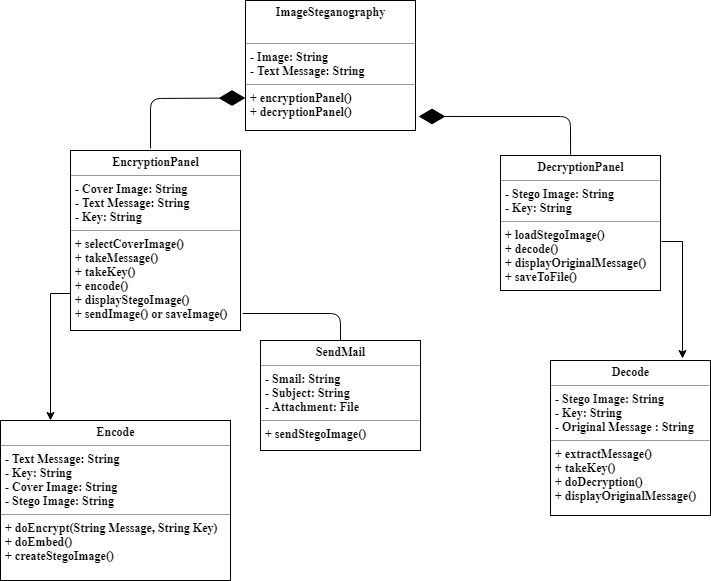 ImageSteganography
- Image: String
- Text Message: String
+ encryptionPanel()
+ decryptionPanel()
EncryptionPanel
- Cover Image: String
- Text Message: String
- Key: String
+ selectCoverImage()
+ takeMessage()
+ takeKey()
+ encode()
+ displayStegoImage()
+ sendImage() or saveImage()
DecryptionPanel
- Stego Image: String
- Key: String
+ loadStegoImage()
+ decode()
+ displayOriginalMessage()
+ saveToFile()
SendMail
- Smail: String
- Subject: String
- Attachment: File
+ sendStegoImage()
Decode
- Stego Image: String
- Key: String
- Original Message : String
+ extractMessage()
+ takeKey()
+ doDecryption()
+ displayOriginalMessage()
Encode
- Text Message: String
- Key: String
- Cover Image: String
- Stego Image: String
+ doEncrypt(String Message, String Key)
+ doEmbed()
+ createStegoImage()